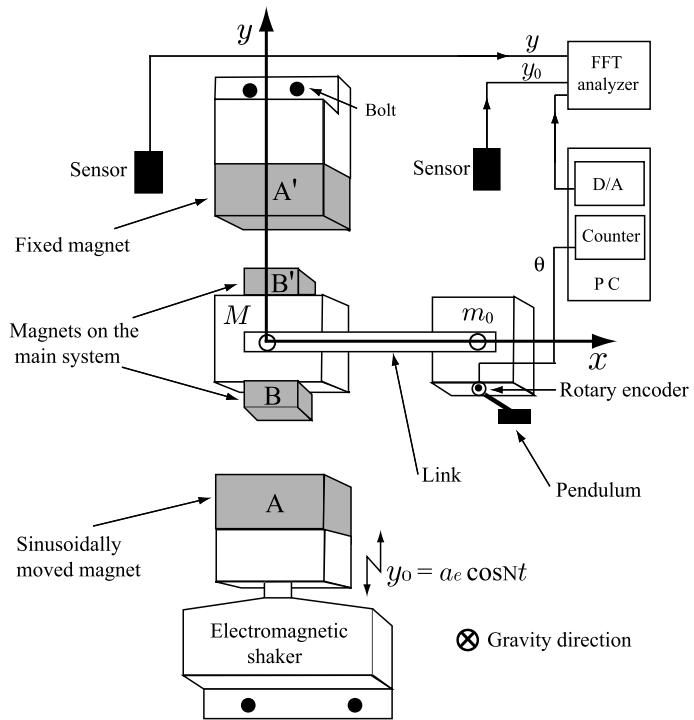 y
y
FFT
analyzer
y₀
Bolt
Sensor
Sensor
D/A
A'
Fixed magnet
Counter
θ
P C
B'
M
m₀
Magnets on the
main system
x
B
Rotary encoder
Link
Pendulum
A
Sinusoidally
moved magnet
y₀ = aₑ cosNt
Electromagnetic
shaker
Gravity direction